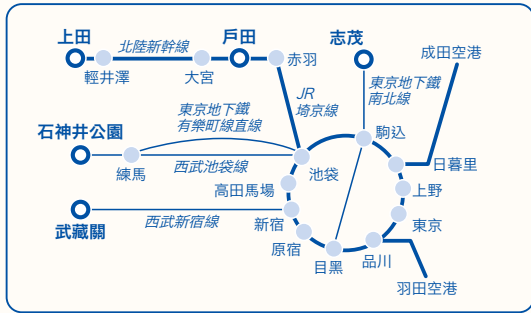 上田
北陸新幹線
戶田
志茂
成田空港
輕井澤
大宮
赤羽
東京地下鐵
南北線
JR
埼京線
東京地下鐵
有樂町線直線
石神井公園
駒込
練馬
西武池袋線
池袋
日暮里
高田馬場
上野
武藏關
西武新宿線
新宿
東京
原宿
目黑
品川
羽田空港